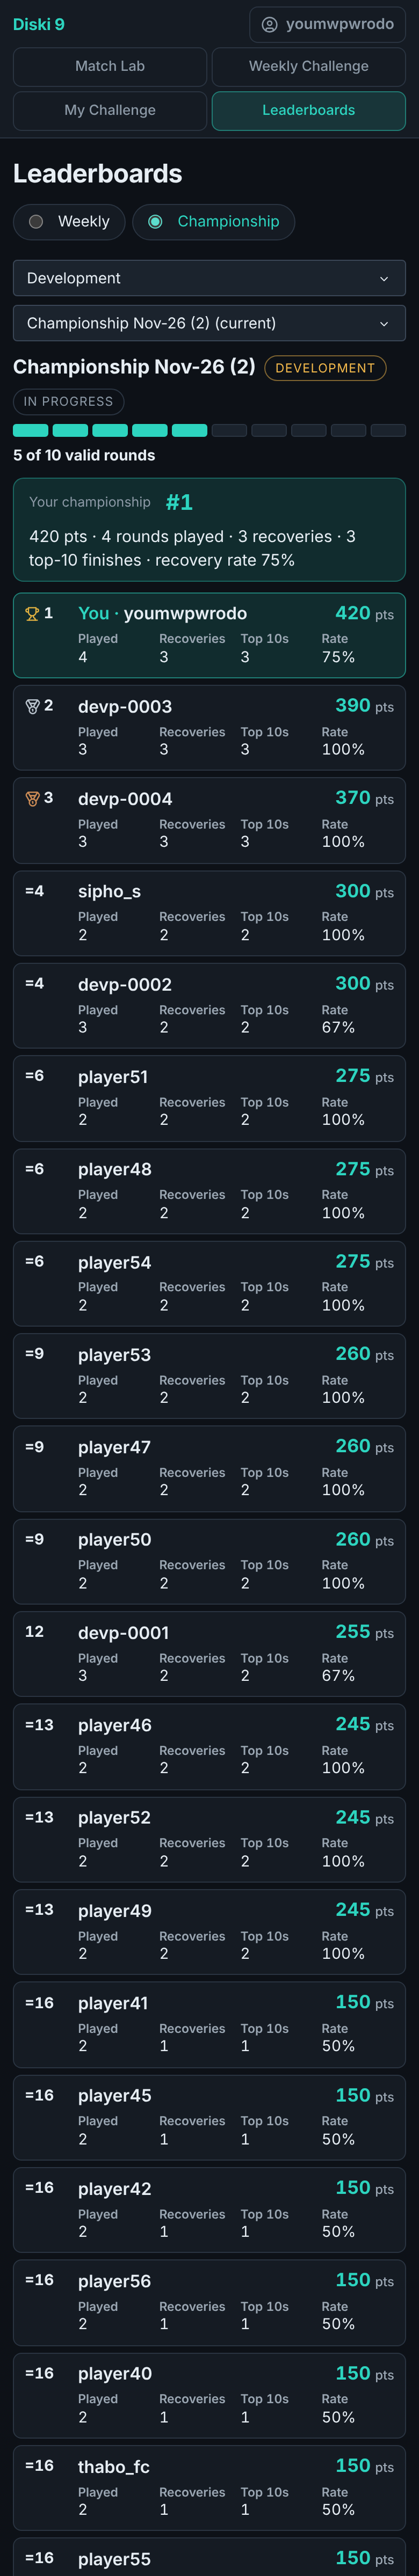 Diski 9
youmwpwrodo
Match Lab
Weekly Challenge
My Challenge
Leaderboards
Leaderboards
Weekly
Championship
Development
Championship Nov-26 (2) (current)
Championship Nov-26 (2) DEVELOPMENT
IN PROGRESS
5 of 10 valid rounds
Your championship #1
420 pts · 4 rounds played · 3 recoveries · 3
top-10 finishes · recovery rate 75%
1 You · youmwpwrodo 420 pts
Played Recoveries Top 10s Rate
4 3 3 75%
2 devp-0003 390 pts
Played Recoveries Top 10s Rate
3 3 3 100%
3 devp-0004 370 pts
Played Recoveries Top 10s Rate
3 3 3 100%
=4 sipho_s 300 pts
Played Recoveries Top 10s Rate
2 2 2 100%
=4 devp-0002 300 pts
Played Recoveries Top 10s Rate
3 2 2 67%
=6 player51 275 pts
Played Recoveries Top 10s Rate
2 2 2 100%
=6 player48 275 pts
Played Recoveries Top 10s Rate
2 2 2 100%
=6 player54 275 pts
Played Recoveries Top 10s Rate
2 2 2 100%
=9 player53 260 pts
Played Recoveries Top 10s Rate
2 2 2 100%
=9 player47 260 pts
Played Recoveries Top 10s Rate
2 2 2 100%
=9 player50 260 pts
Played Recoveries Top 10s Rate
2 2 2 100%
12 devp-0001 255 pts
Played Recoveries Top 10s Rate
3 2 2 67%
=13 player46 245 pts
Played Recoveries Top 10s Rate
2 2 2 100%
=13 player52 245 pts
Played Recoveries Top 10s Rate
2 2 2 100%
=13 player49 245 pts
Played Recoveries Top 10s Rate
2 2 2 100%
=16 player41 150 pts
Played Recoveries Top 10s Rate
2 1 1 50%
=16 player45 150 pts
Played Recoveries Top 10s Rate
2 1 1 50%
=16 player42 150 pts
Played Recoveries Top 10s Rate
2 1 1 50%
=16 player56 150 pts
Played Recoveries Top 10s Rate
2 1 1 50%
=16 player40 150 pts
Played Recoveries Top 10s Rate
2 1 1 50%
=16 thabo_fc 150 pts
Played Recoveries Top 10s Rate
2 1 1 50%
=16 player55 150 pts